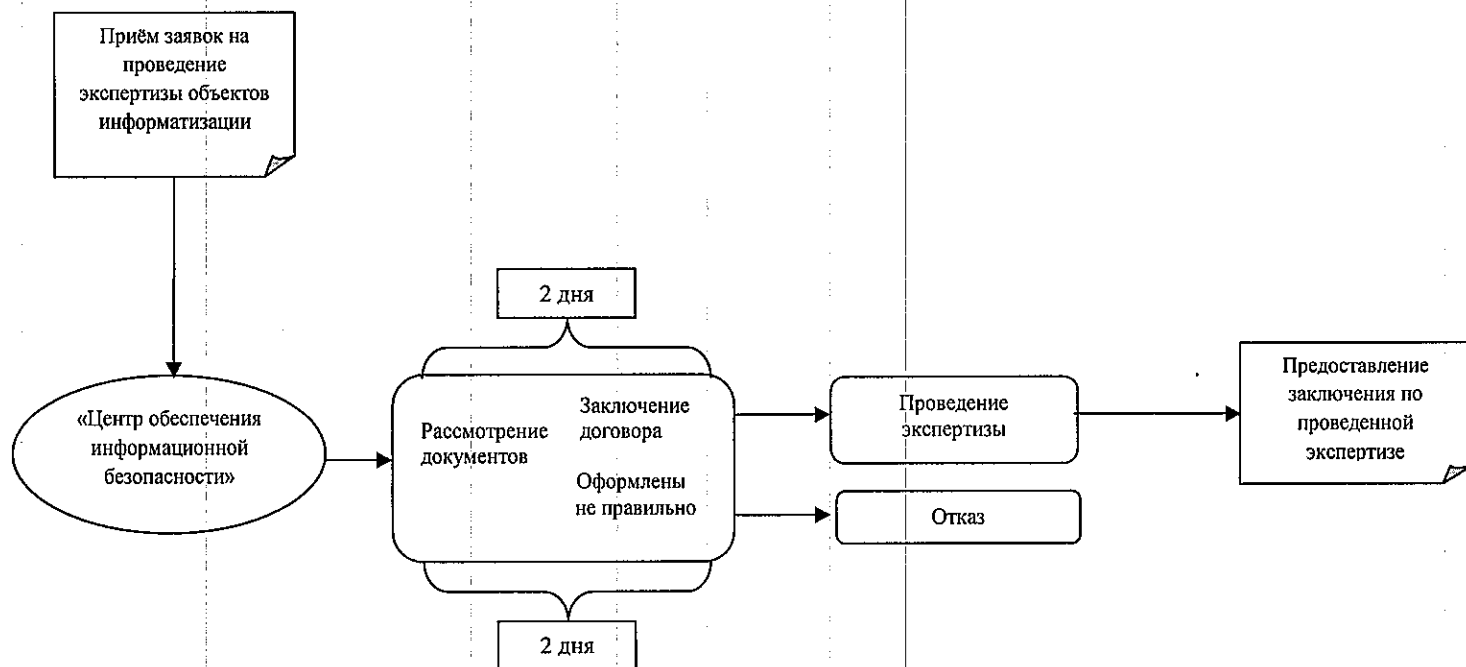 Приём заявок на
проведение
экспертизы объектов
информатизации
2 дня
«Центр обеспечения
информационной
безопасности»
Рассмотрение
документов
Заключение
договора
Оформлены
не правильно
Проведение
экспертизы
Отказ
Предоставление
заключения по
проведенной
экспертизе
2 дня